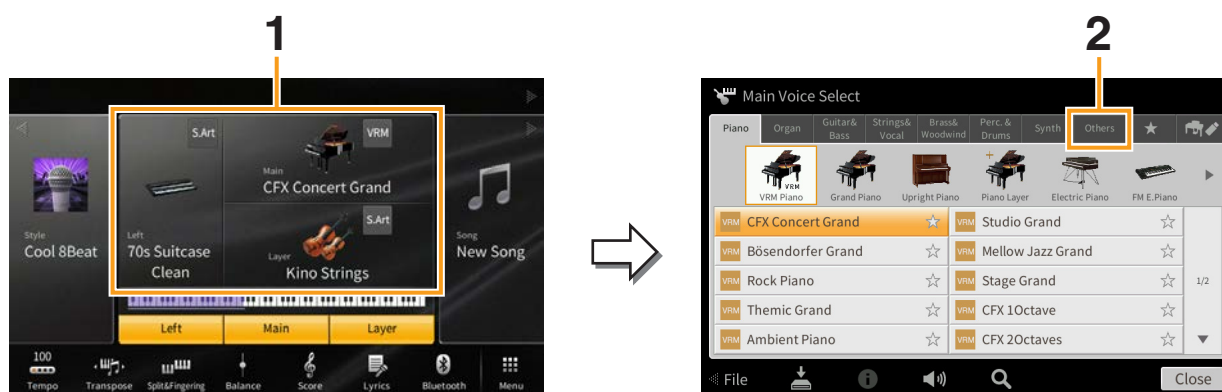 1
S.Art
VRM
Main
CFX Concert Grand
S.Art
Style
Cool 8Beat
Left
70s Suitcase
Clean
Layer
Kino Strings
Song
New Song
Left Main Layer
100
Tempo Transpose Split&Fingering Balance Score Lyrics Bluetooth Menu
2
Main Voice Select
Piano Organ Guitar& Bass Strings& Vocal Brass& Woodwind Perc. & Drums Synth Others
VRM
VRM Piano Grand Piano Upright Piano Piano Layer Electric Piano FM E.Piano
VRM CFX Concert Grand VRM Studio Grand
VRM Bösendorfer Grand VRM Mellow Jazz Grand
VRM Rock Piano VRM Stage Grand 1/2
VRM Themic Grand VRM CFX 1Octave
VRM Ambient Piano VRM CFX 2Octaves
File Close